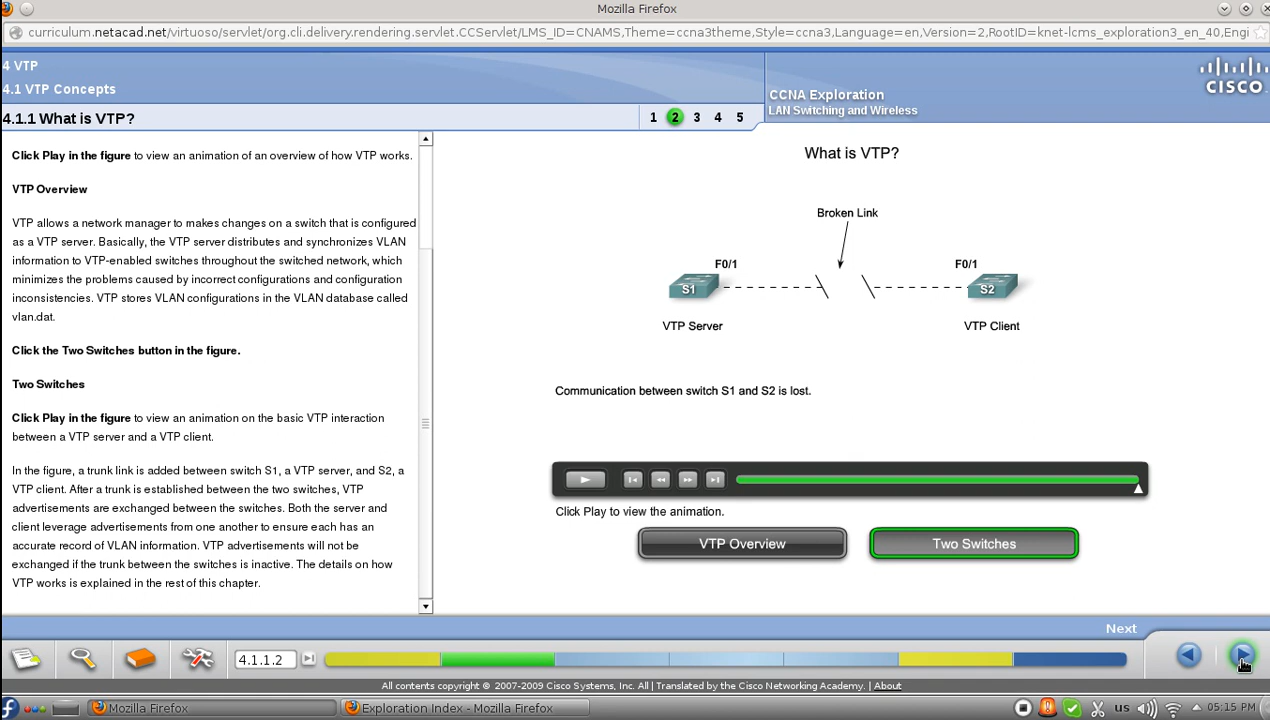 Mozilla Firefox
curriculum.netacad.net/virtuoso/servlet/org.cli.delivery.rendering.servlet.CCServlet/LMS_ID=CNAMS,Theme=ccna3theme,Style=ccna3,Language=en,Version=2,RootID=knet-lcms_exploration3_en_40,Engi
4 VTP
4.1 VTP Concepts
CCNA Exploration
LAN Switching and Wireless
CISCO
4.1.1 What is VTP?
1 2 3 4 5
Click Play in the figure to view an animation of an overview of how VTP works.
VTP Overview
VTP allows a network manager to makes changes on a switch that is configured
as a VTP server. Basically, the VTP server distributes and synchronizes VLAN
information to VTP-enabled switches throughout the switched network, which
minimizes the problems caused by incorrect configurations and configuration
inconsistencies. VTP stores VLAN configurations in the VLAN database called
vlan.dat.
Click the Two Switches button in the figure.
Two Switches
Click Play in the figure to view an animation on the basic VTP interaction
between a VTP server and a VTP client.
In the figure, a trunk link is added between switch S1, a VTP server, and S2, a
VTP client. After a trunk is established between the two switches, VTP
advertisements are exchanged between the switches. Both the server and
client leverage advertisements from one another to ensure each has an
accurate record of VLAN information. VTP advertisements will not be
exchanged if the trunk between the switches is inactive. The details on how
VTP works is explained in the rest of this chapter.
What is VTP?
Broken Link
F0/1
F0/1
S1
S2
VTP Server
VTP Client
Communication between switch S1 and S2 is lost.
Click Play to view the animation.
VTP Overview
Two Switches
Next
4.1.1.2
All contents copyright © 2007-2009 Cisco Systems, Inc. All | Translated by the Cisco Networking Academy. | About
Mozilla Firefox
Exploration Index - Mozilla Firefox
us
05:15 PM